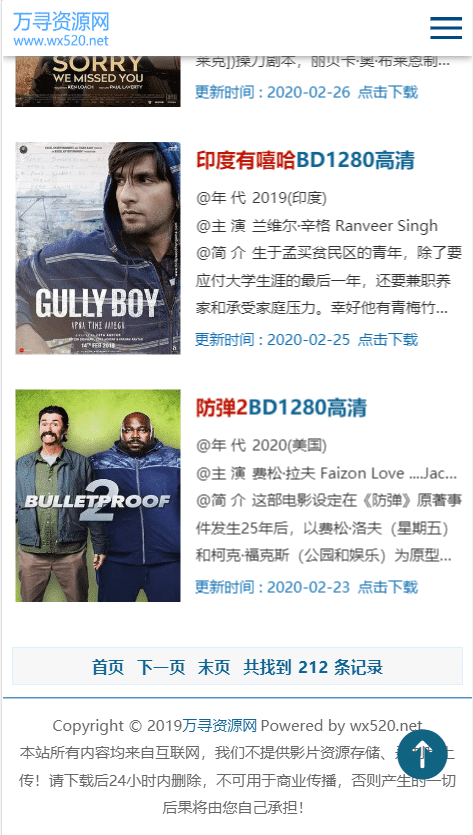 万寻资源网
www.wx520.net
莱克])操刀剧本，丽贝卡·奥·布莱恩制...
SORRY
WE MISSED YOU
KEN LOACH PAUL LAVERTY
更新时间 : 2020-02-26 点击下载
印度有嘻哈BD1280高清
@年 代 2019(印度)
@主 演 兰维尔·辛格 Ranveer Singh
@简 介 生于孟买贫民区的青年，除了要
应付大学生涯的最后一年，还要兼职养
家和承受家庭压力。幸好他有青梅竹...
GULLY BOY
APNA TIME AAYEGA
14TH FEB 2019
更新时间 : 2020-02-25 点击下载
防弹2BD1280高清
@年 代 2020(美国)
@主 演 费松·拉夫 Faizon Love ....Jac...
@简 介 这部电影设定在《防弹》原著事
件发生25年后，以费松·洛夫（星期五）
和柯克·福克斯（公园和娱乐）为原型...
BULLETPROOF
2
更新时间 : 2020-02-23 点击下载
首页 下一页 末页 共找到 212 条记录
Copyright © 2019万寻资源网 Powered by wx520.net
本站所有内容均来自互联网，我们不提供影片资源存储、上
传！请下载后24小时内删除，不可用于商业传播，否则产生的一切
后果将由您自己承担！